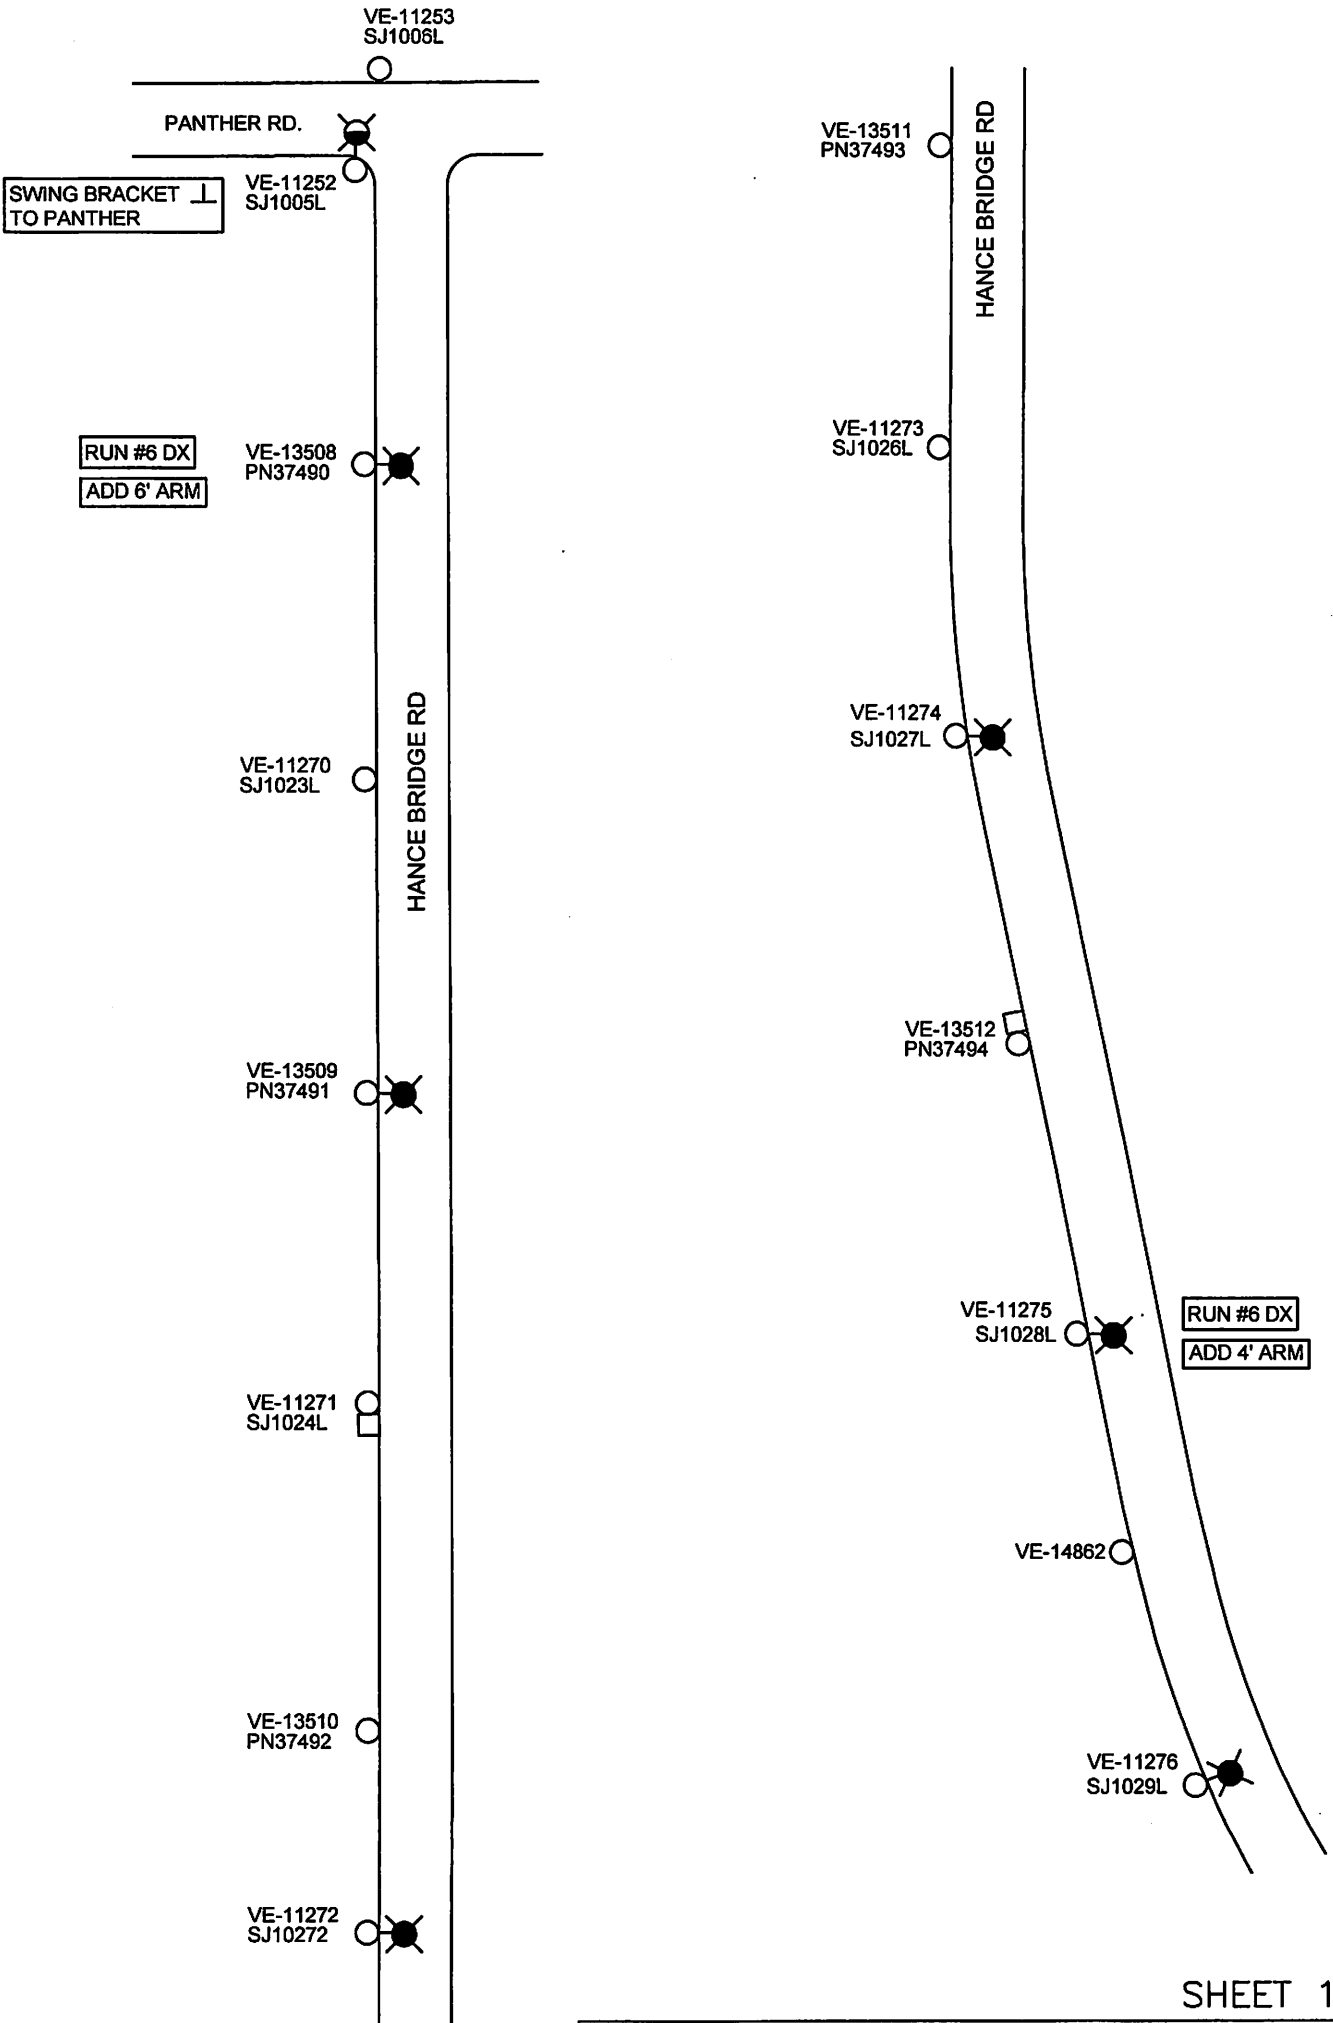 VE-11253
SJ1006L
PANTHER RD.
VE-11252
SJ1005L
SWING BRACKET ⊥
TO PANTHER
RUN #6 DX
ADD 6' ARM
VE-13508
PN37490
VE-11270
SJ1023L
HANCE BRIDGE RD
VE-13509
PN37491
VE-11271
SJ1024L
VE-13510
PN37492
VE-11272
SJ10272
HANCE BRIDGE RD
VE-13511
PN37493
VE-11273
SJ1026L
VE-11274
SJ1027L
VE-13512
PN37494
VE-11275
SJ1028L
RUN #6 DX
ADD 4' ARM
VE-14862
VE-11276
SJ1029L
SHEET 1